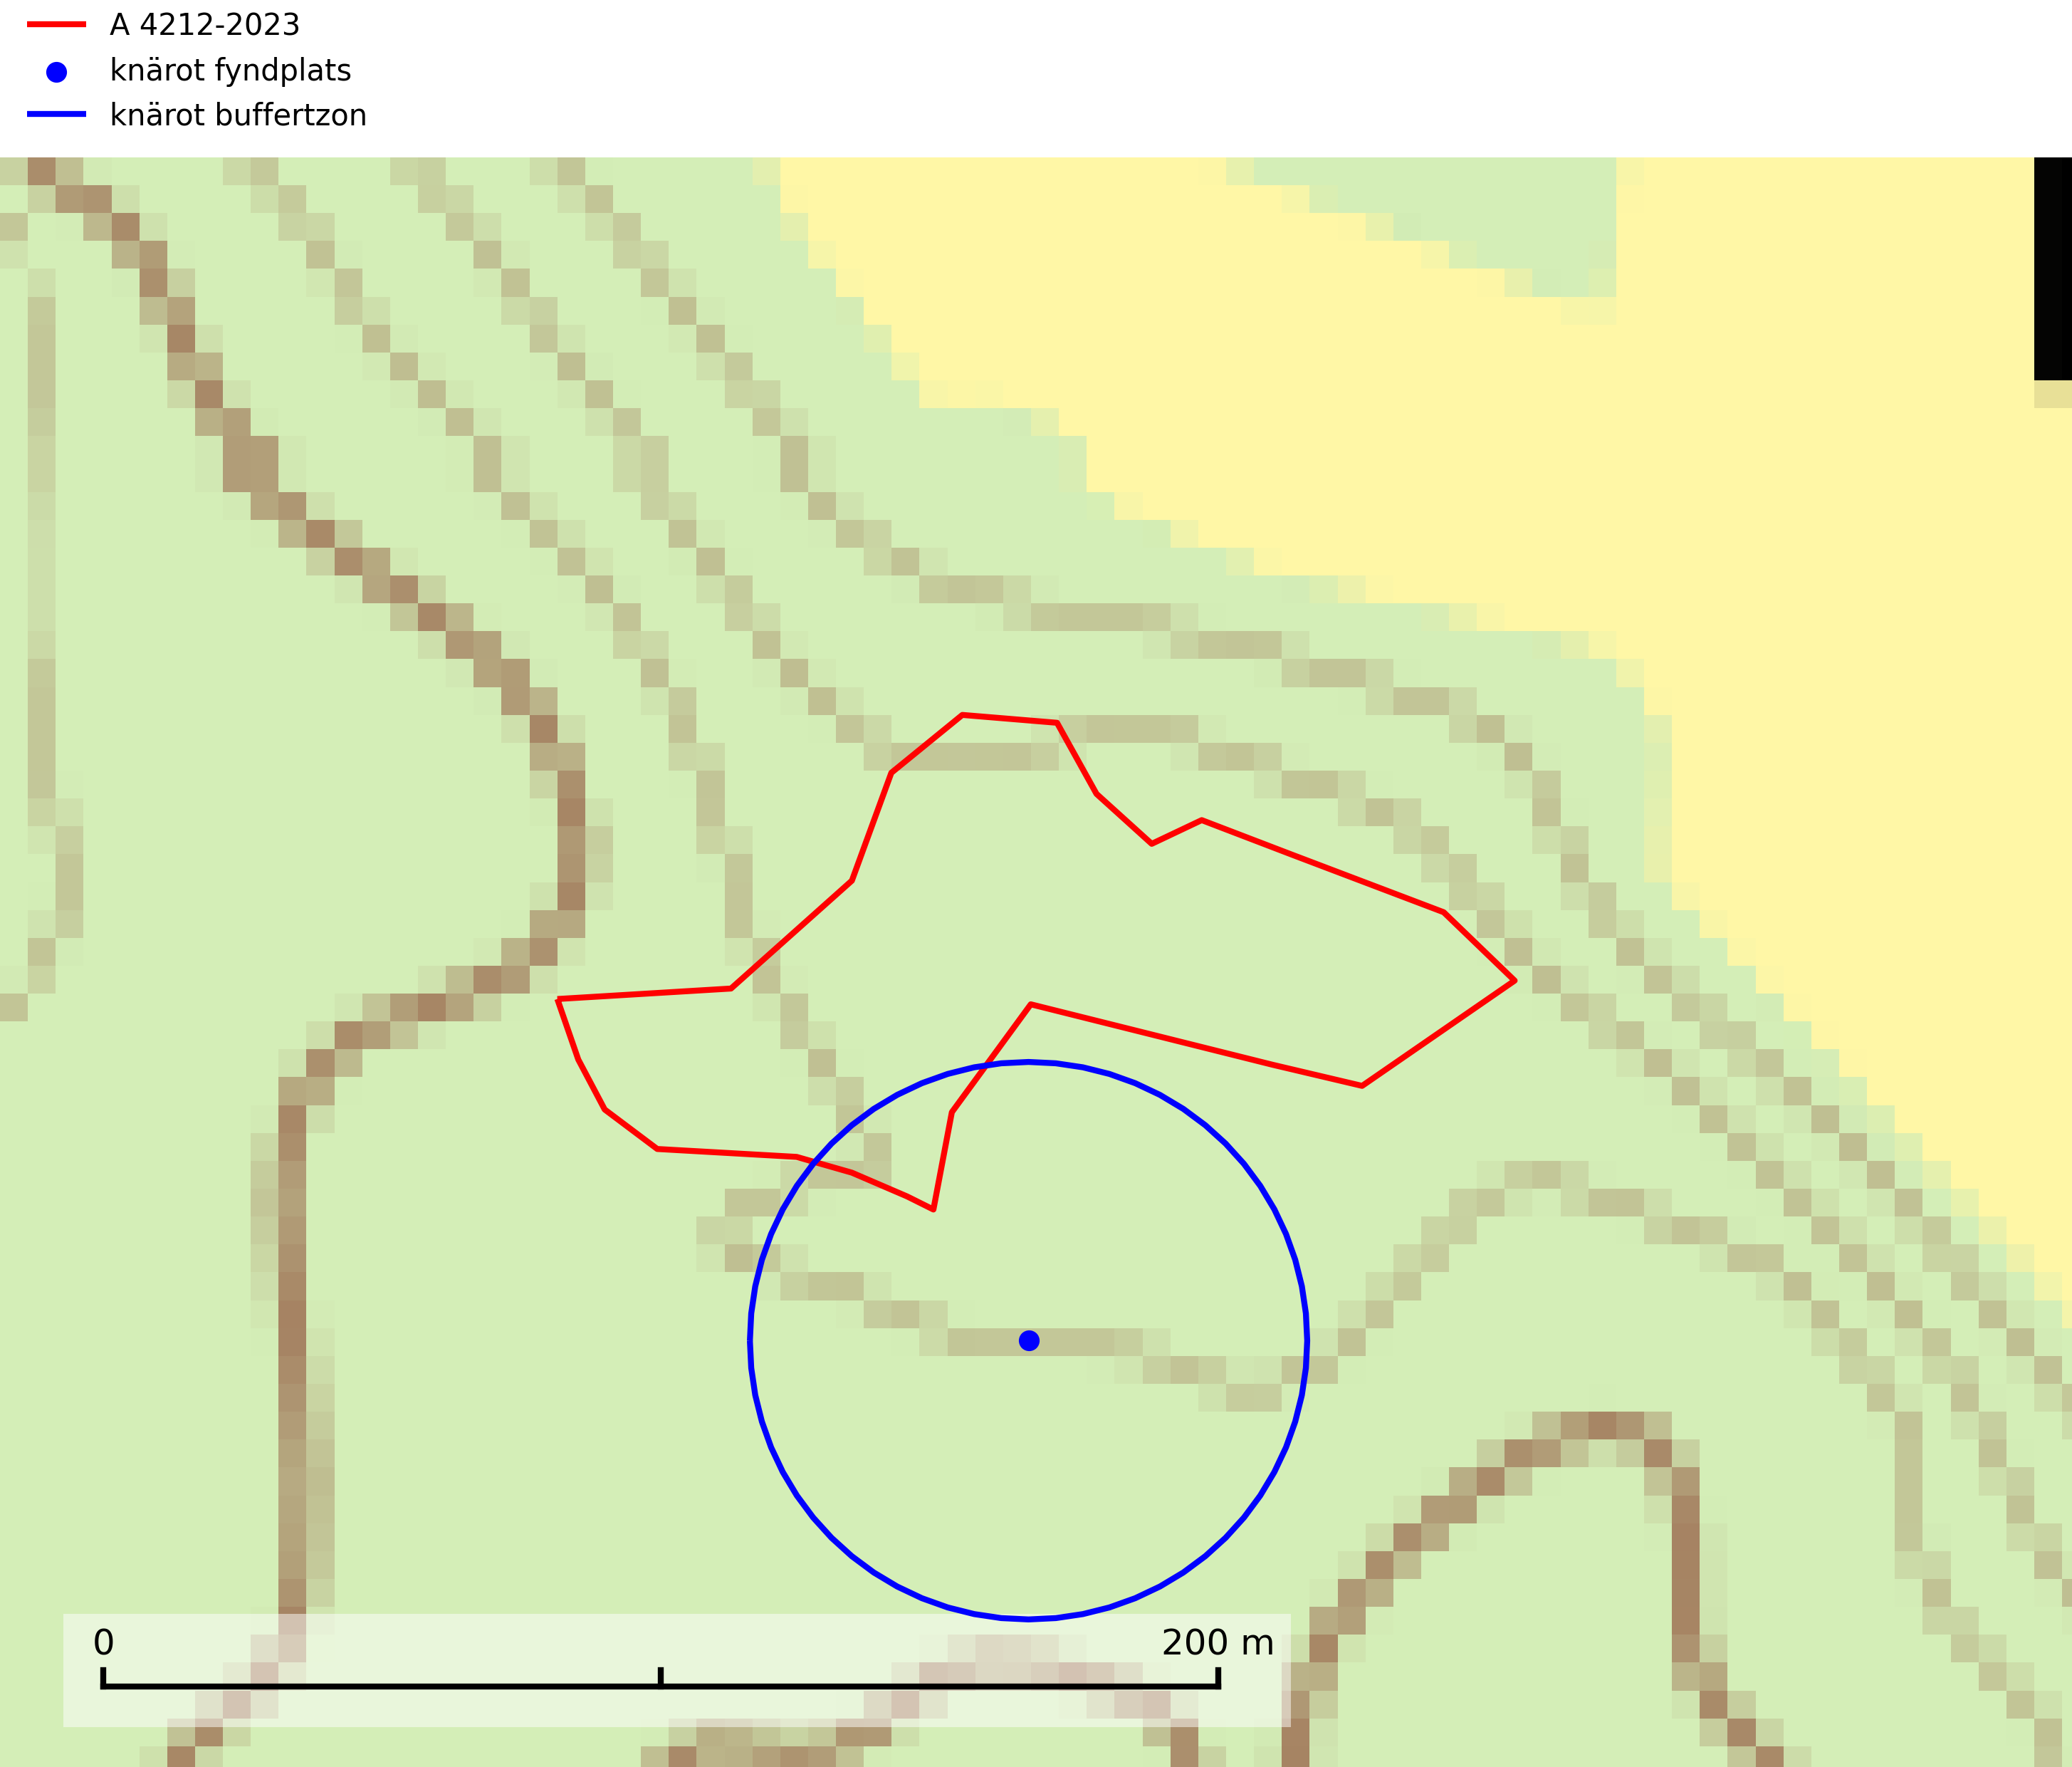 A 4212-2023
knärot fyndplats
knärot buffertzon
0
200 m